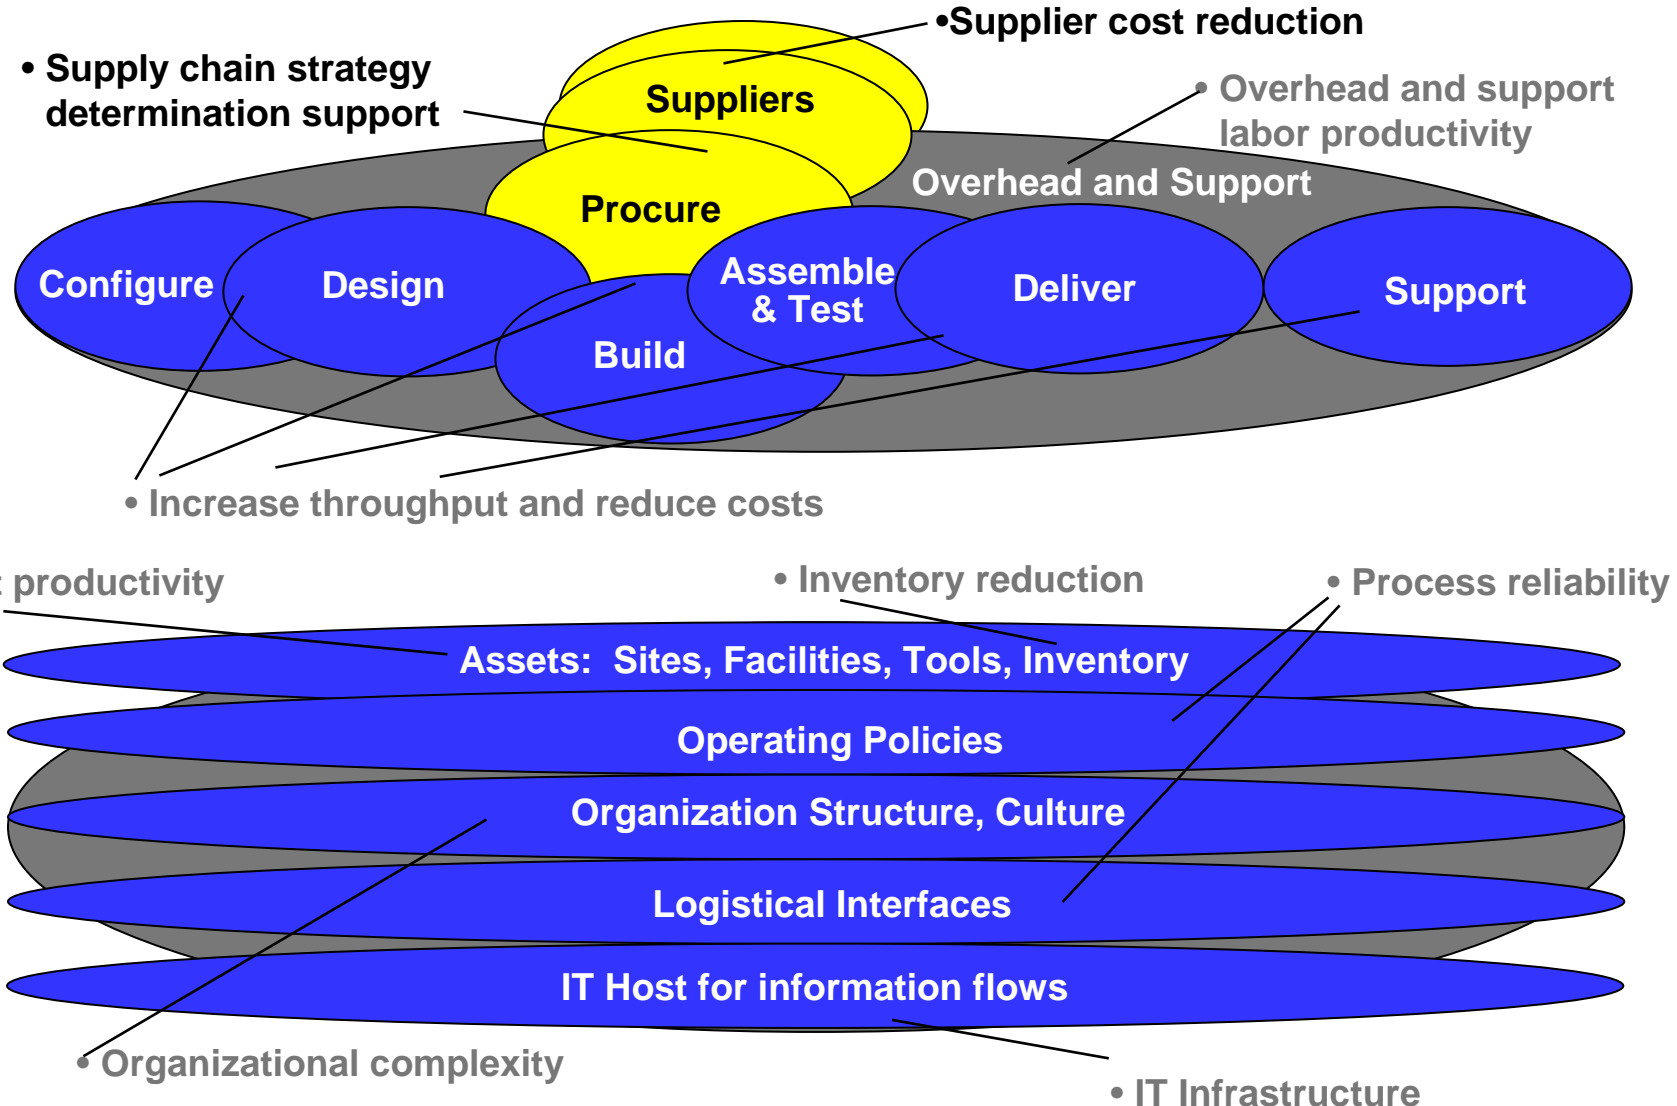 •Supplier cost reduction
• Supply chain strategy
determination support
Suppliers
• Overhead and support
labor productivity
Overhead and Support
Procure
Configure
Design
Assemble
& Test
Deliver
Support
Build
• Increase throughput and reduce costs
productivity
• Inventory reduction
• Process reliability
Assets: Sites, Facilities, Tools, Inventory
Operating Policies
Organization Structure, Culture
Logistical Interfaces
IT Host for information flows
• Organizational complexity
• IT Infrastructure